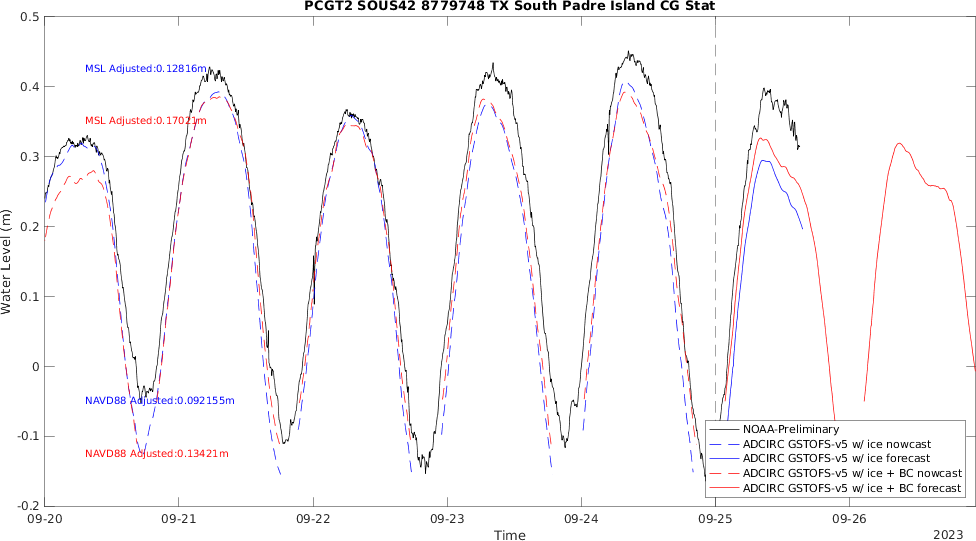 PCGT2 SOUS42 8779748 TX South Padre Island CG Stat
0.5
0.4
0.3
0.2
0.1
0
-0.1
-0.2
Water Level (m)
MSL Adjusted:0.12816m
MSL Adjusted:0.17021m
NAVD88 Adjusted:0.092155m
NAVD88 Adjusted:0.13421m
NOAA-Preliminary
ADCIRC GSTOFS-v5 w/ ice nowcast
ADCIRC GSTOFS-v5 w/ ice forecast
ADCIRC GSTOFS-v5 w/ ice + BC nowcast
ADCIRC GSTOFS-v5 w/ ice + BC forecast
09-20 09-21 09-22 09-23 09-24 09-25 09-26
Time
2023